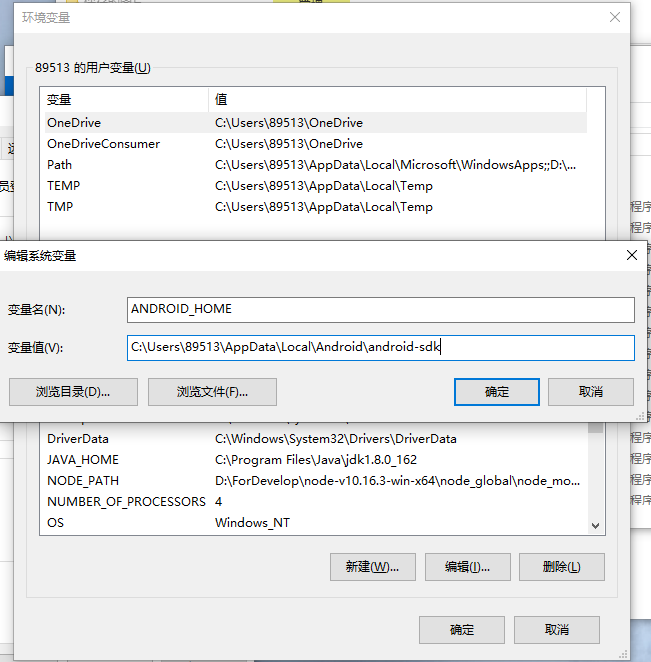 环境变量
89513 的用户变量(U)
变量 值
OneDrive C:\Users\89513\OneDrive
OneDriveConsumer C:\Users\89513\OneDrive
Path C:\Users\89513\AppData\Local\Microsoft\WindowsApps;;D:\...
TEMP C:\Users\89513\AppData\Local\Temp
TMP C:\Users\89513\AppData\Local\Temp
程序
程序
编辑系统变量
变量名(N): ANDROID_HOME
变量值(V): C:\Users\89513\AppData\Local\Android\android-sdk
浏览目录(D)... 浏览文件(F)... 确定 取消
DriverData C:\Windows\System32\Drivers\DriverData
JAVA_HOME C:\Program Files\Java\jdk1.8.0_162
NODE_PATH D:\ForDevelop\node-v10.16.3-win-x64\node_global\node_mo...
NUMBER_OF_PROCESSORS 4
OS Windows_NT
程序
程序
程序
程序
新建(W)... 编辑(I)... 删除(L)
确定 取消